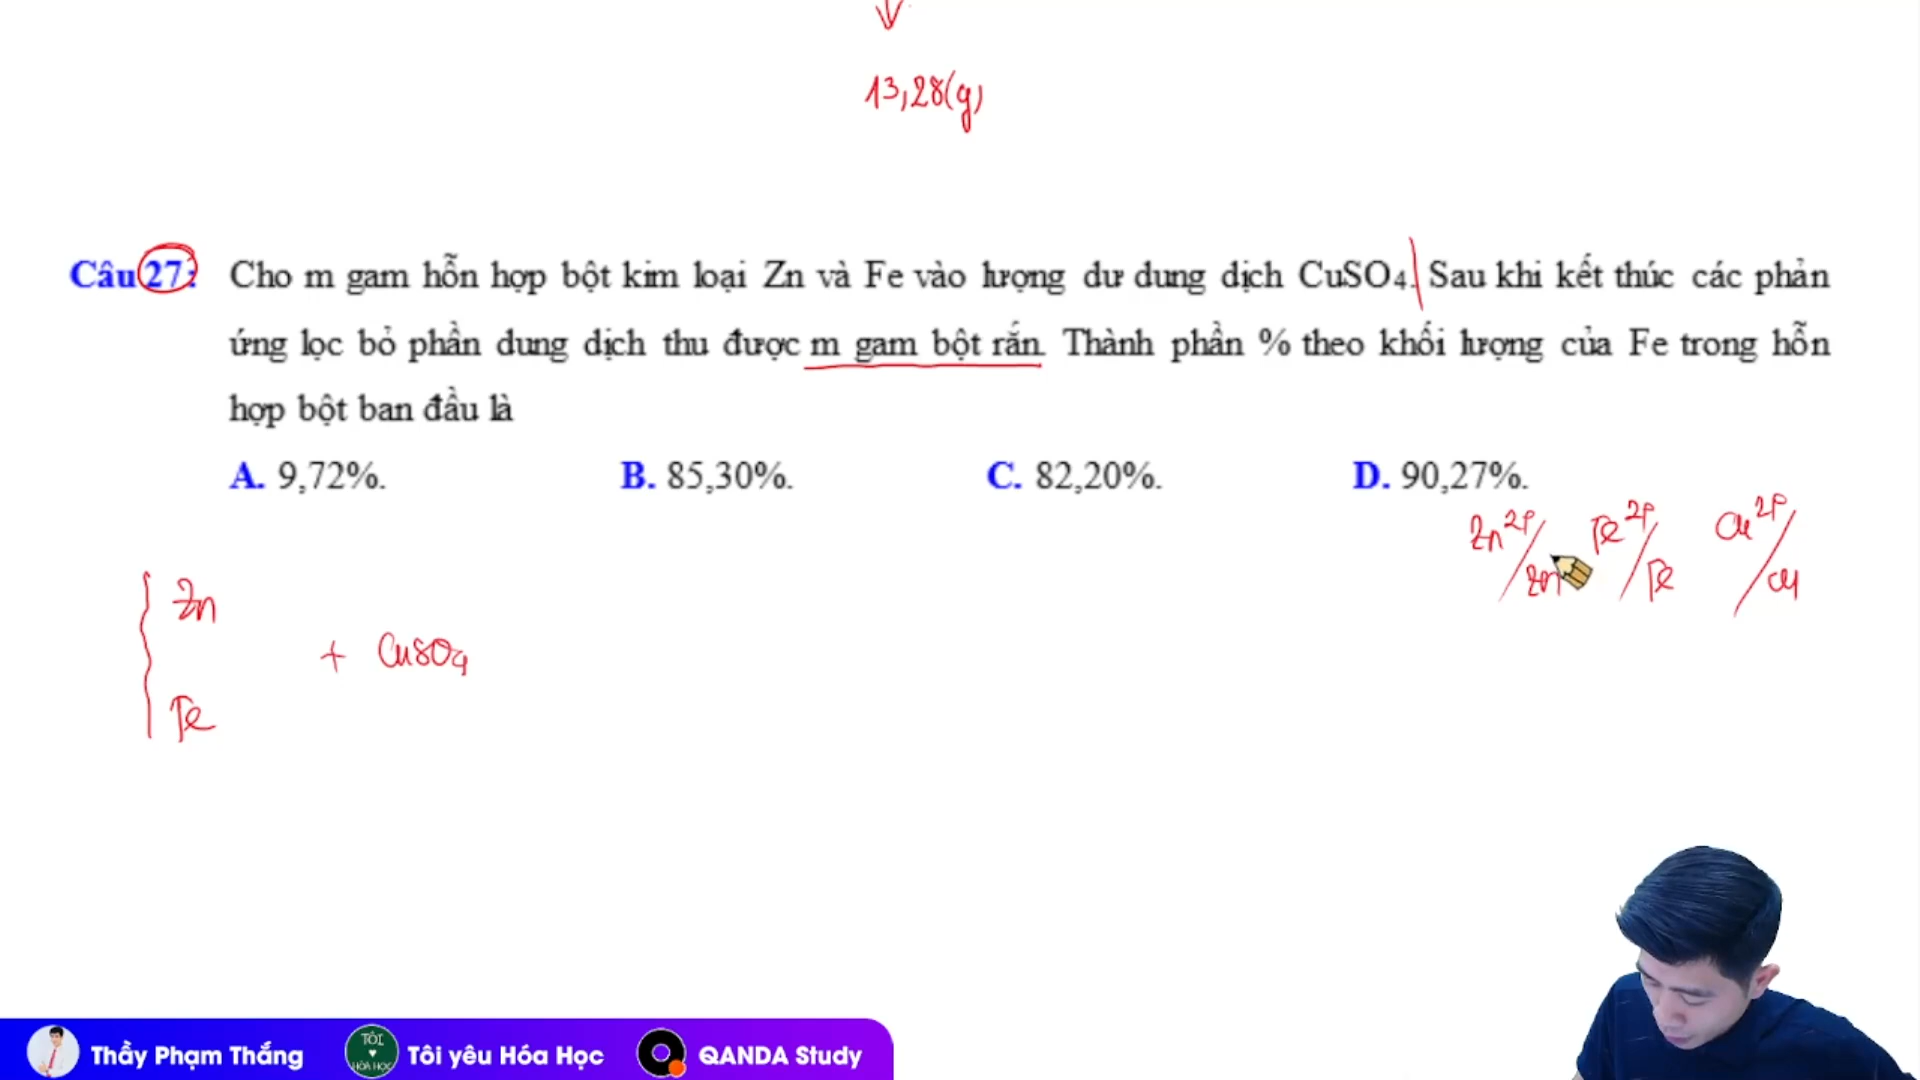 13,28(g)
Câu 27: Cho m gam hỗn hợp bột kim loại Zn và Fe vào lượng dư dung dịch CuSO4. Sau khi kết thúc các phản
ứng lọc bỏ phần dung dịch thu được m gam bột rắn. Thành phần % theo khối lượng của Fe trong hỗn
hợp bột ban đầu là
A. 9,72%. B. 85,30%. C. 82,20%. D. 90,27%.
Zn2+/Zn Fe2+/Fe Cu2+/Cu
Zn
+ CuSO4
Fe
Thầy Phạm Thắng TÔI YÊU HÓA HỌC Tôi yêu Hóa Học QANDA Study